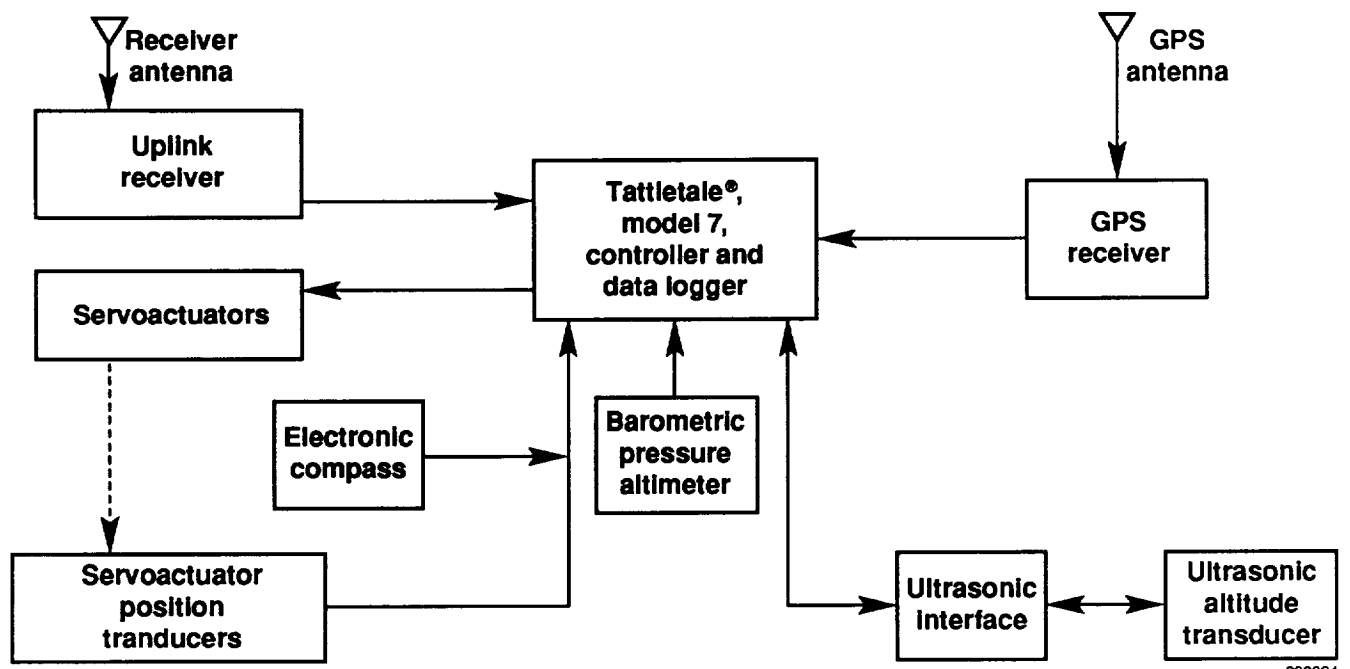 Receiver
antenna
GPS
antenna
Uplink
receiver
Tattletale®,
model 7,
controller and
data logger
GPS
receiver
Servoactuators
Electronic
compass
Barometric
pressure
altimeter
Servoactuator
position
tranducers
Ultrasonic
interface
Ultrasonic
altitude
transducer